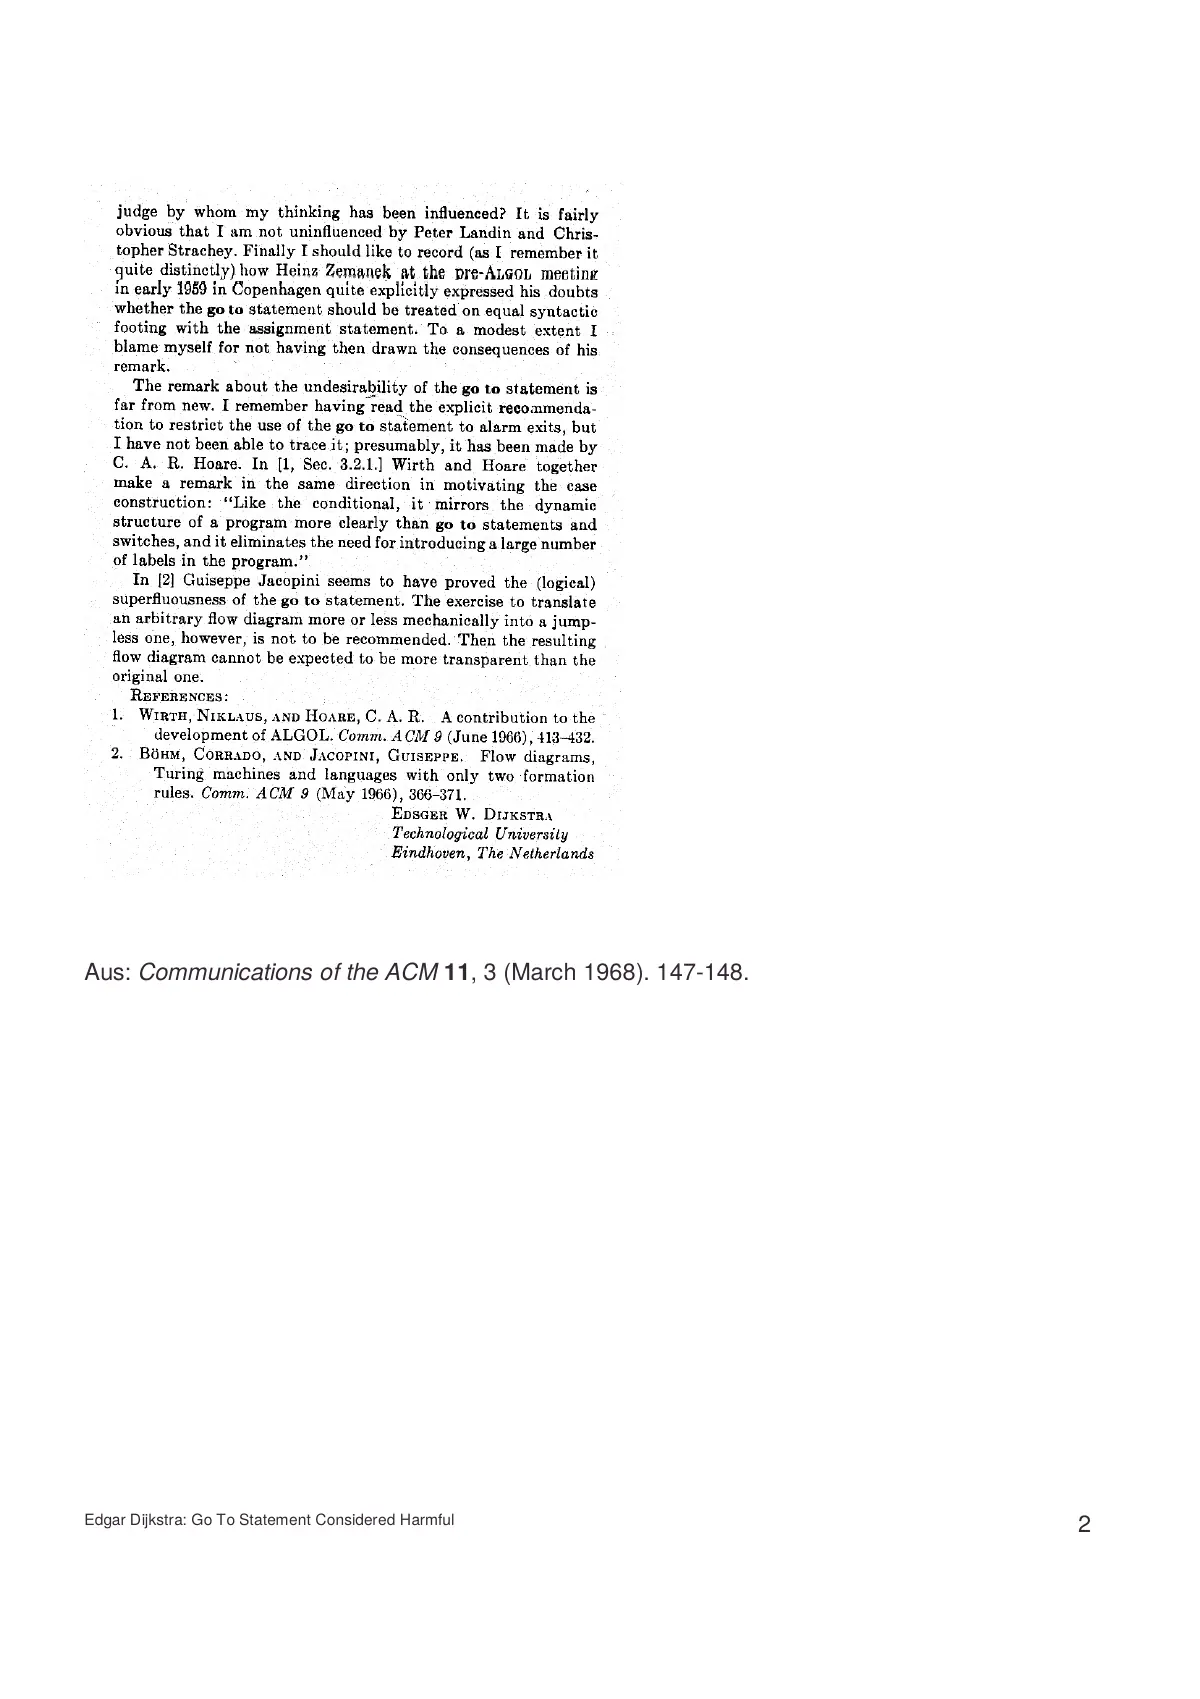 judge by whom my thinking has been influenced? It is fairly
obvious that I am not uninfluenced by Peter Landin and Chris-
topher Strachey. Finally I should like to record (as I remember it
quite distinctly) how Heinz Zemanek at the pre-ALGOL meeting
in early 1959 in Copenhagen quite explicitly expressed his doubts
whether the go to statement should be treated on equal syntactic
footing with the assignment statement. To a modest extent I
blame myself for not having then drawn the consequences of his
remark.
The remark about the undesirability of the go to statement is
far from new. I remember having read the explicit recommenda-
tion to restrict the use of the go to statement to alarm exits, but
I have not been able to trace it; presumably, it has been made by
C. A. R. Hoare. In [1, Sec. 3.2.1.] Wirth and Hoare together
make a remark in the same direction in motivating the case
construction: “Like the conditional, it mirrors the dynamic
structure of a program more clearly than go to statements and
switches, and it eliminates the need for introducing a large number
of labels in the program.”
In [2] Guiseppe Jacopini seems to have proved the (logical)
superfluousness of the go to statement. The exercise to translate
an arbitrary flow diagram more or less mechanically into a jump-
less one, however, is not to be recommended. Then the resulting
flow diagram cannot be expected to be more transparent than the
original one.
REFERENCES:
1. WIRTH, NIKLAUS, AND HOARE, C. A. R. A contribution to the
development of ALGOL. Comm. ACM 9 (June 1966), 413–432.
2. BÖHM, CORRADO, AND JACOPINI, GUISEPPE. Flow diagrams,
Turing machines and languages with only two formation
rules. Comm. ACM 9 (May 1966), 366–371.
EDSGER W. DIJKSTRA
Technological University
Eindhoven, The Netherlands
Aus: Communications of the ACM 11, 3 (March 1968). 147-148.
Edgar Dijkstra: Go To Statement Considered Harmful
2